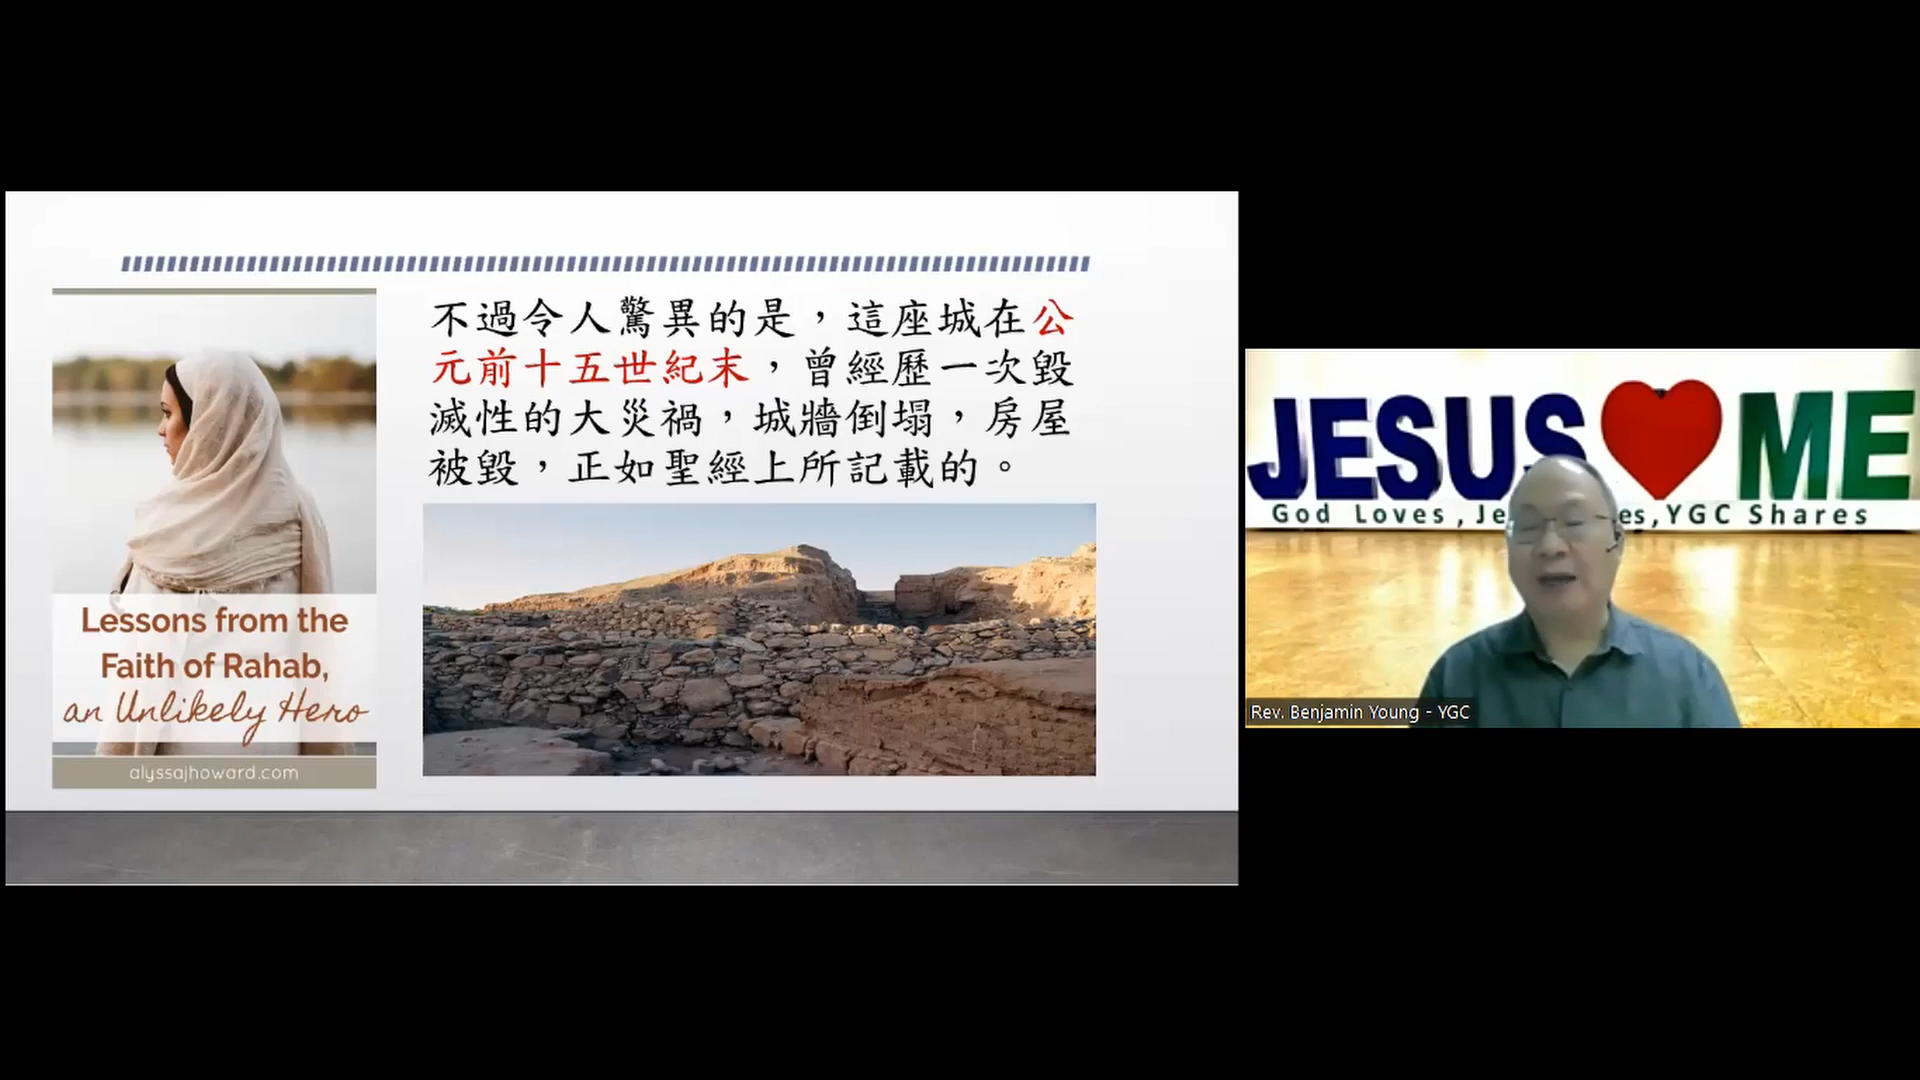 不過令人驚異的是，這座城在公
元前十五世紀末，曾經歷一次毀
滅性的大災禍，城牆倒塌，房屋
被毀，正如聖經上所記載的。
Lessons from the
Faith of Rahab,
an Unlikely Hero
alyssajhoward.com
JESUS ME
God Loves, Je es,YGC Shares
Rev. Benjamin Young - YGC